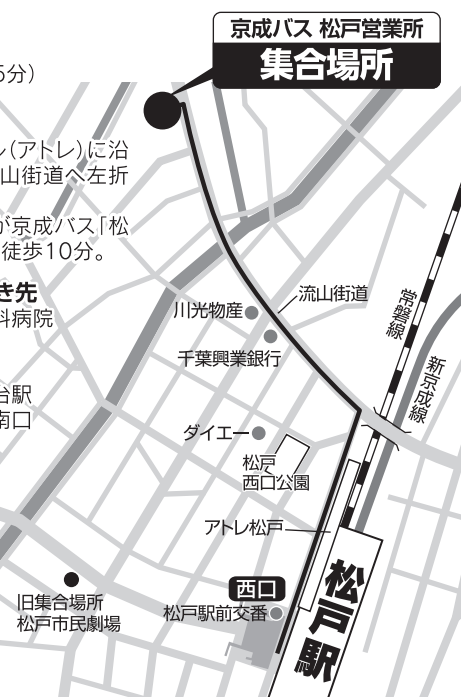 京成バス 松戸営業所
集合場所
5分）
ル（アトレ）に沿
山街道へ左折
が京成バス「松
徒歩10分。
き先
科病院
台駅
南口
流山街道
川光物産
千葉興業銀行
常磐線
新京成線
ダイエー
松戸
西口公園
アトレ松戸
西口
松戸駅前交番
松戸駅
旧集合場所
松戸市民劇場